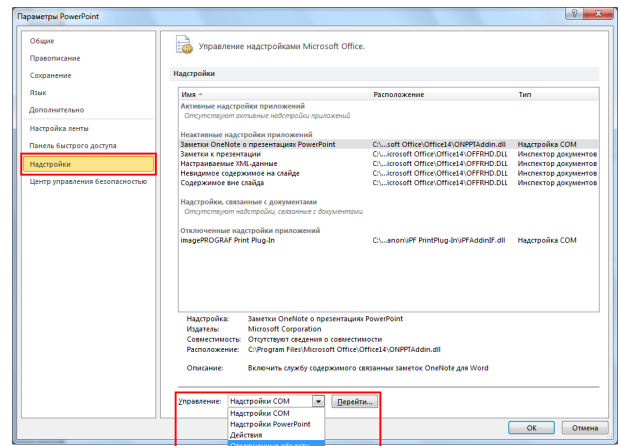 Параметры PowerPoint
Общие
Правописание
Сохранение
Язык
Дополнительно
Настройка ленты
Панель быстрого доступа
Надстройки
Центр управления безопасностью
Управление надстройками Microsoft Office.
Надстройки
Имя Расположение Тип
Активные надстройки приложений
Отсутствуют активные надстройки приложений
Неактивные надстройки приложений
Заметки OneNote о презентациях PowerPoint C:\...soft Office\Office14\ONPPTAddin.dll Надстройка COM
Заметки к презентации C:\...icrosoft Office\Office14\OFFRHD.DLL Инспектор документов
Настраиваемые XML-данные C:\...icrosoft Office\Office14\OFFRHD.DLL Инспектор документов
Невидимое содержимое на слайде C:\...icrosoft Office\Office14\OFFRHD.DLL Инспектор документов
Содержимое вне слайда C:\...icrosoft Office\Office14\OFFRHD.DLL Инспектор документов
Надстройки, связанные с документами
Отсутствуют надстройки, связанные с документами
Отключенные надстройки приложений
imagePROGRAF Print Plug-In C:\...anon\iPF PrintPlug-In\iPFAddinIF.dll Надстройка COM
Надстройка: Заметки OneNote о презентациях PowerPoint
Издатель: Microsoft Corporation
Совместимость: Отсутствуют сведения о совместимости
Расположение: C:\Program Files\Microsoft Office\Office14\ONPPTAddin.dll
Описание: Включить службу содержимого связанных заметок OneNote для Word
Управление: Надстройки COM Перейти...
Надстройки COM
Надстройки PowerPoint
Действия
Отключенные объекты
OK Отмена